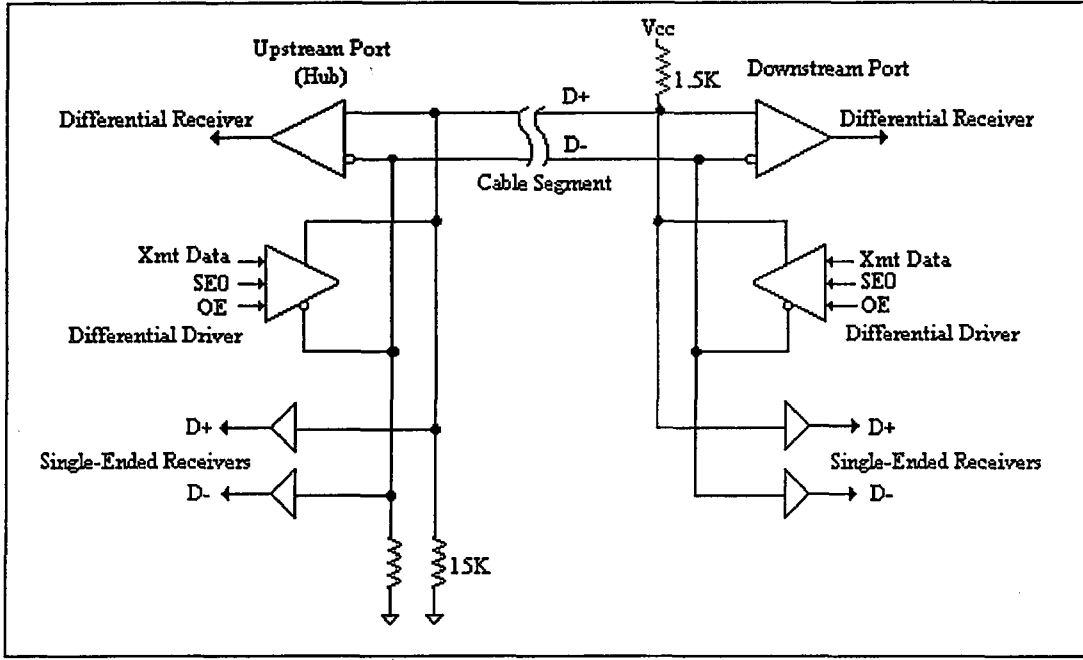 Vcc
Upstream Port
(Hub)
1.5K
Downstream Port
D+
Differential Receiver
Differential Receiver
D-
Cable Segment
Xmt Data
SE0
OE
Differential Driver
Xmt Data
SE0
OE
Differential Driver
D+
Single-Ended Receivers
D-
D+
Single-Ended Receivers
D-
15K